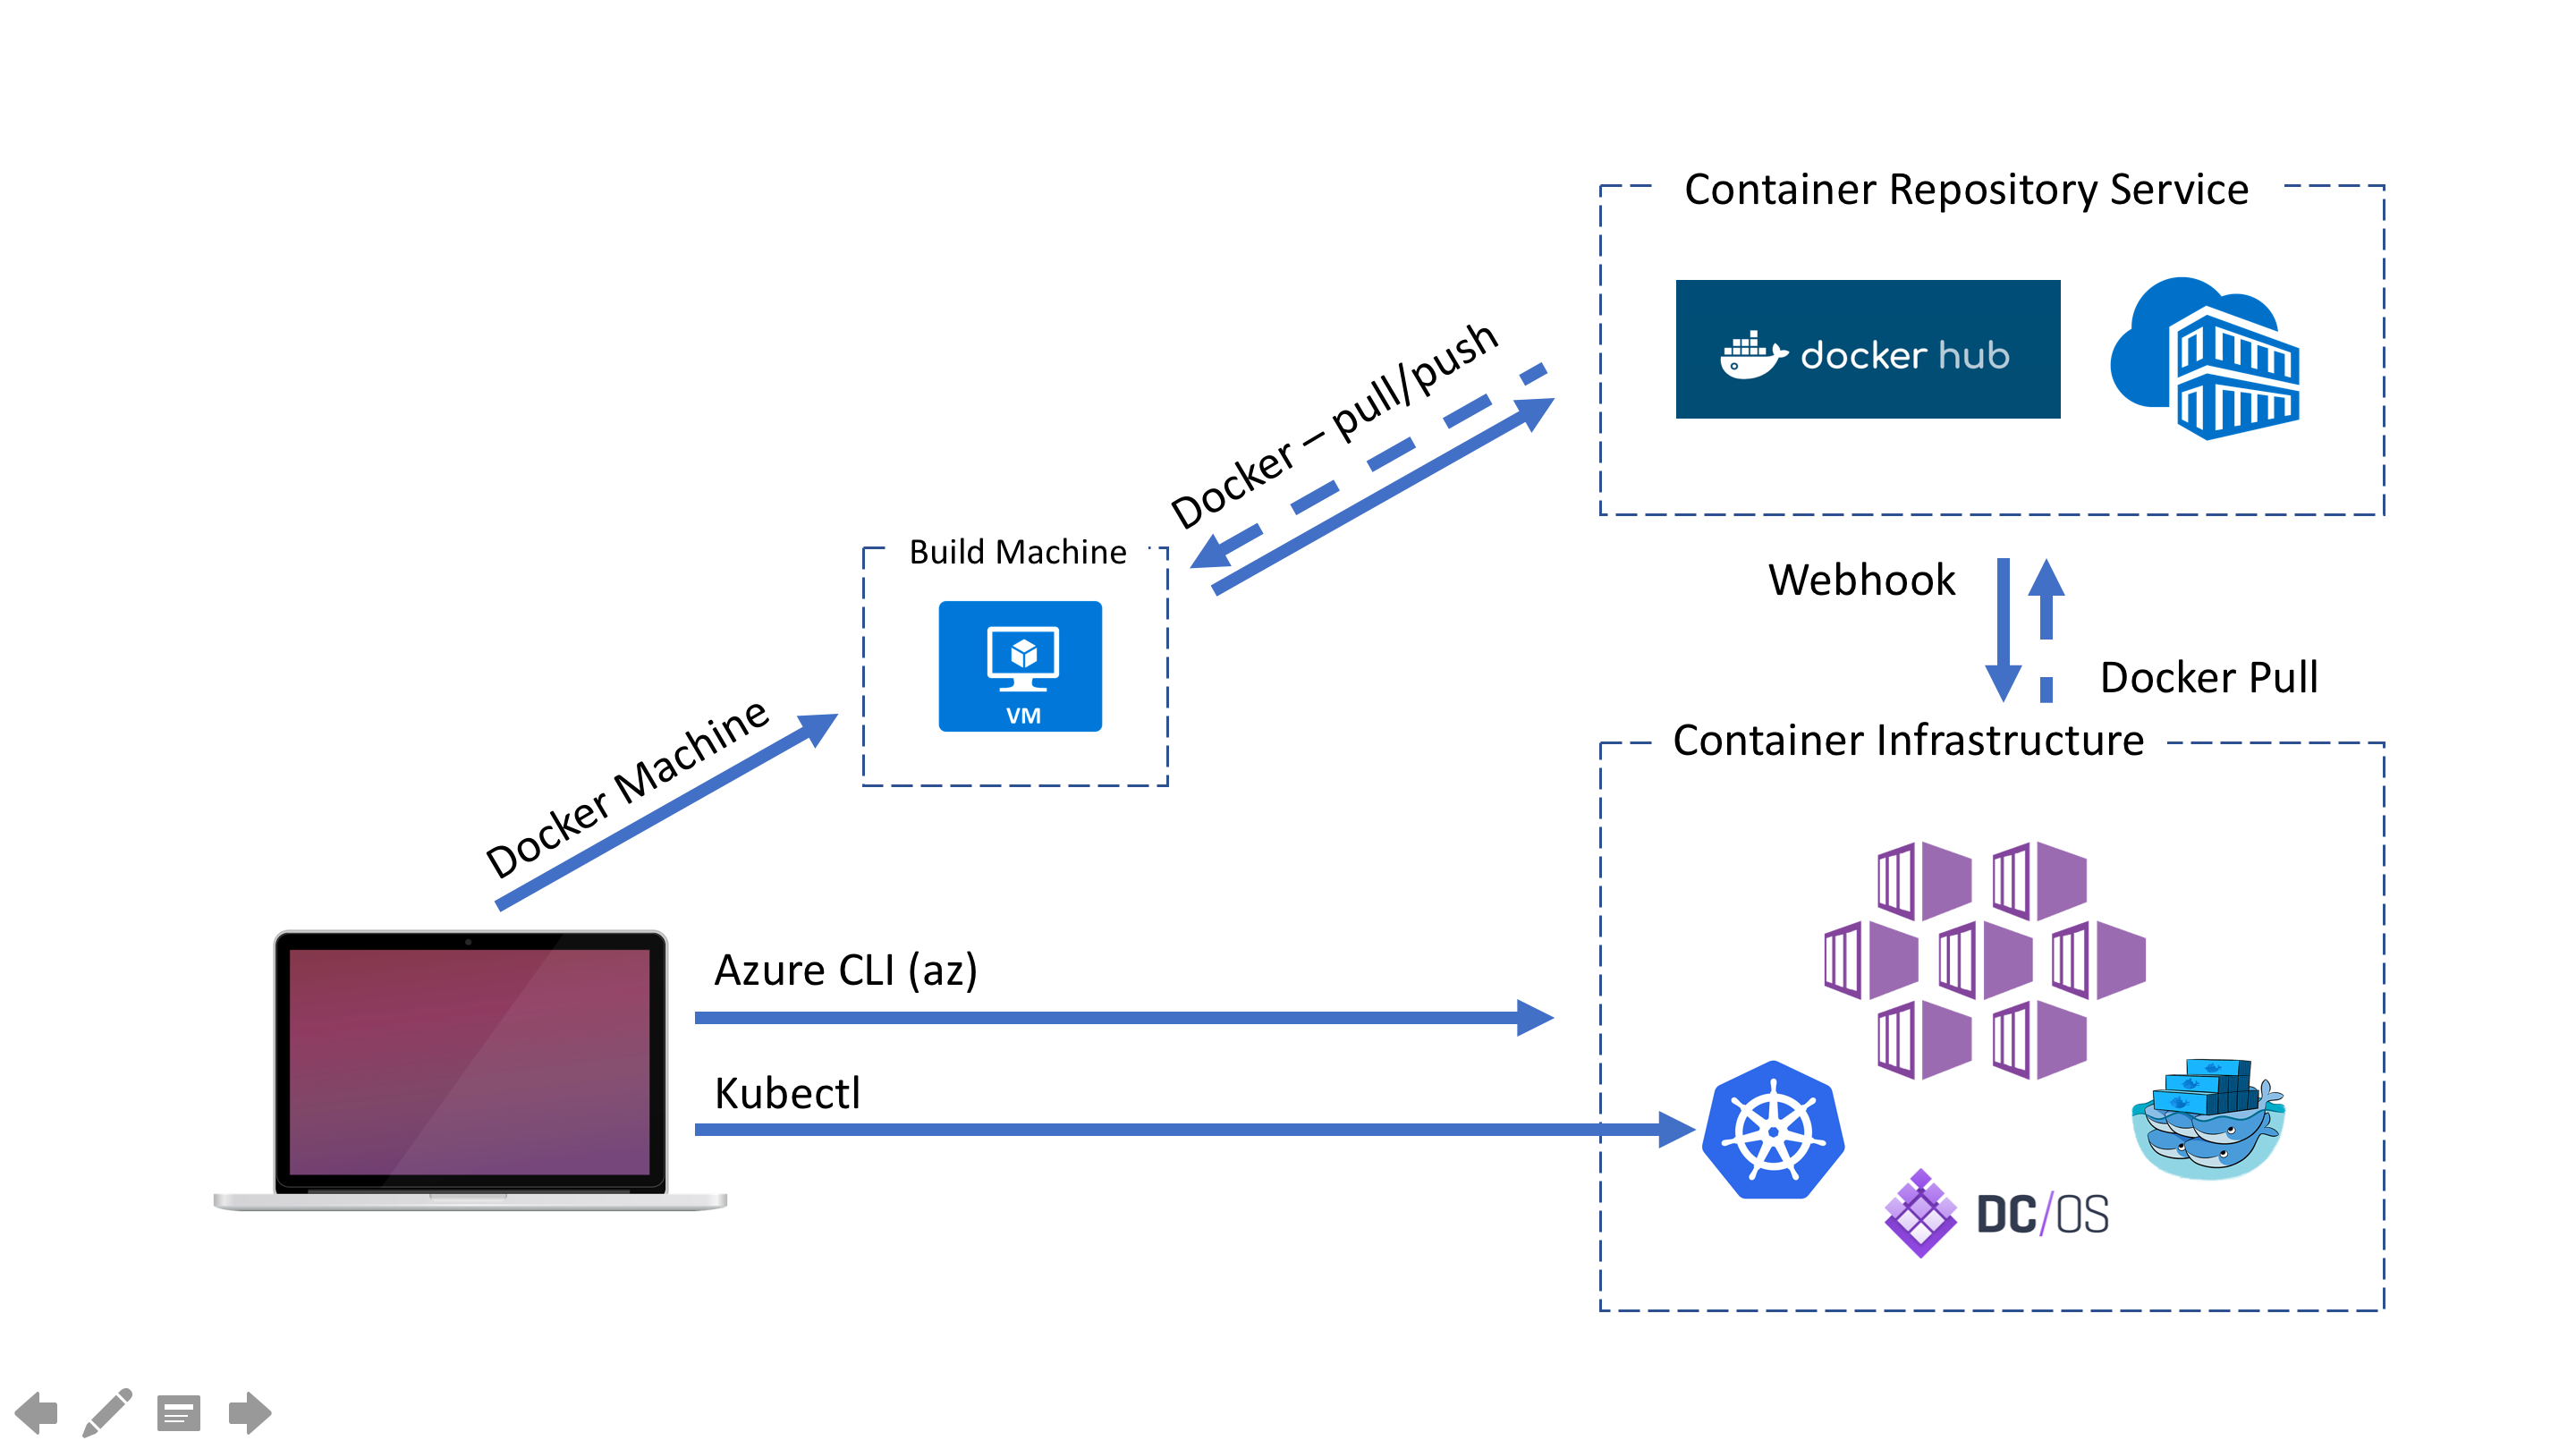 Container Repository Service
docker hub
Docker – pull/push
Build Machine
VM
Webhook
Docker Pull
Docker Machine
Container Infrastructure
Azure CLI (az)
Kubectl
DC/OS